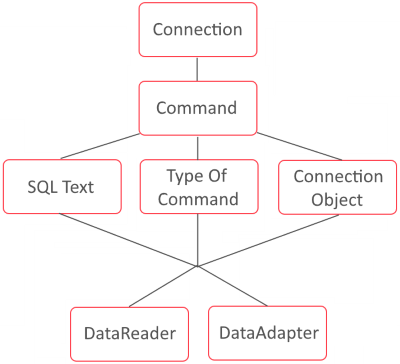 Connection
Command
SQL Text
Type Of
Command
Connection
Object
DataReader
DataAdapter